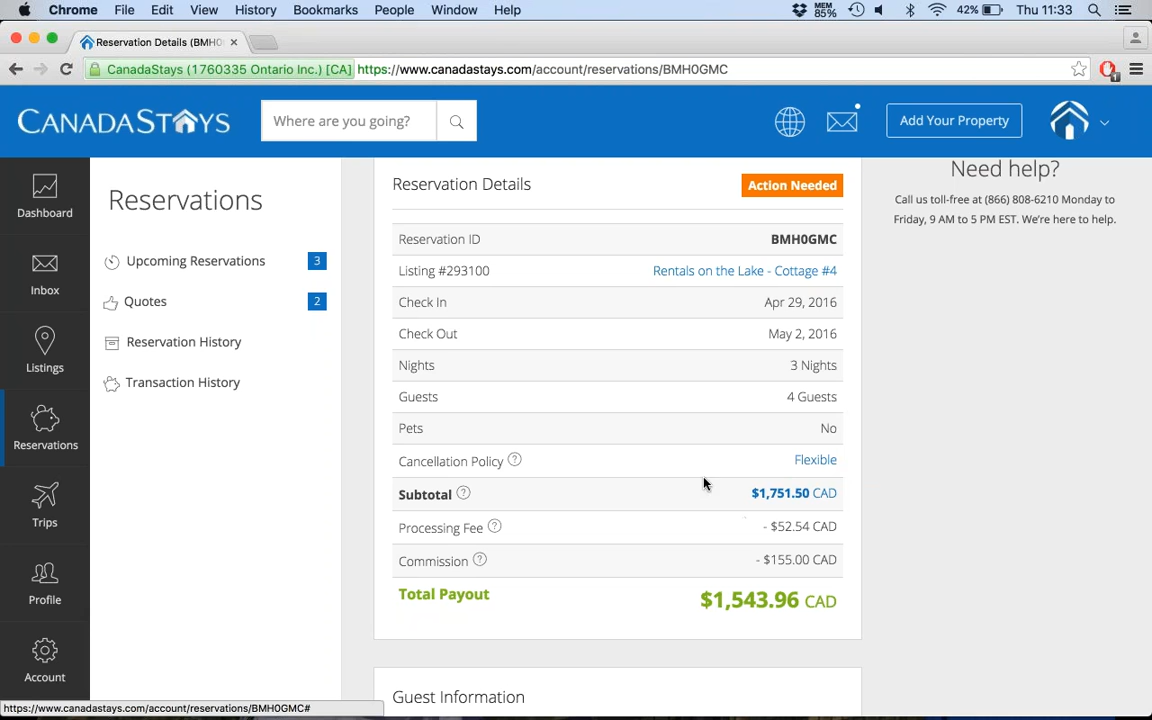 Chrome File Edit View History Bookmarks People Window Help MEM 85% 42% Thu 11:33
Reservation Details (BMH0
CanadaStays (1760335 Ontario Inc.) [CA] https://www.canadastays.com/account/reservations/BMH0GMC
CANADASTAYS Where are you going? Add Your Property
Dashboard
Inbox
Listings
Reservations
Trips
Profile
Account
Reservations
Upcoming Reservations 3
Quotes 2
Reservation History
Transaction History
Reservation Details Action Needed
Reservation ID BMH0GMC
Listing #293100 Rentals on the Lake - Cottage #4
Check In Apr 29, 2016
Check Out May 2, 2016
Nights 3 Nights
Guests 4 Guests
Pets No
Cancellation Policy ? Flexible
Subtotal ? $1,751.50 CAD
Processing Fee ? - $52.54 CAD
Commission ? - $155.00 CAD
Total Payout $1,543.96 CAD
Guest Information
Need help?
Call us toll-free at (866) 808-6210 Monday to
Friday, 9 AM to 5 PM EST. We're here to help.
https://www.canadastays.com/account/reservations/BMH0GMC#